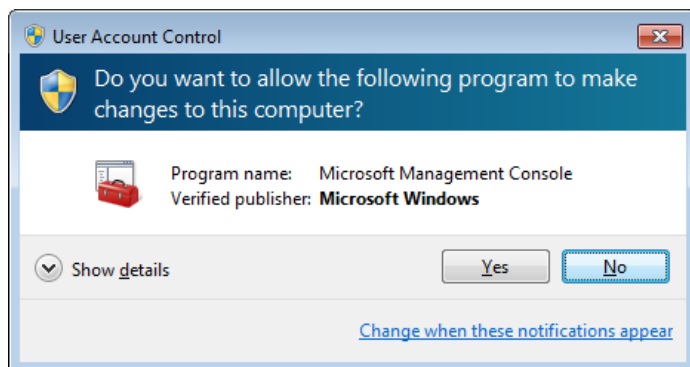 User Account Control
Do you want to allow the following program to make
changes to this computer?
Program name: Microsoft Management Console
Verified publisher: Microsoft Windows
Show details
Yes
No
Change when these notifications appear